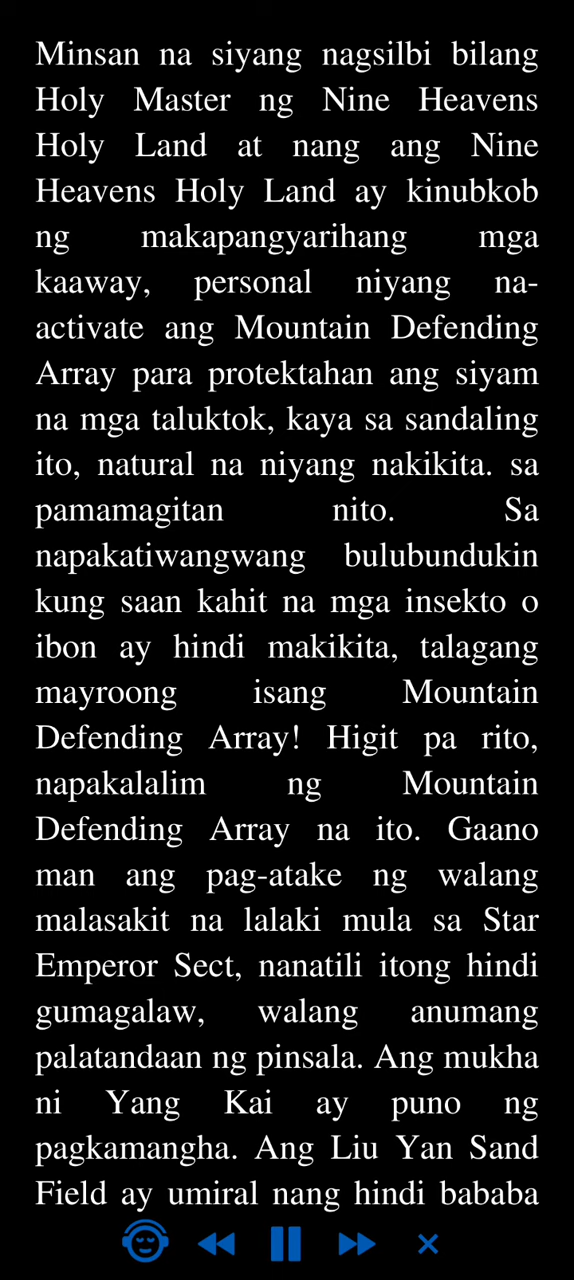 Minsan na siyang nagsilbi bilang
Holy Master ng Nine Heavens
Holy Land at nang ang Nine
Heavens Holy Land ay kinubkob
ng makapangyarihang mga
kaaway, personal niyang na-
activate ang Mountain Defending
Array para protektahan ang siyam
na mga taluktok, kaya sa sandaling
ito, natural na niyang nakikita. sa
pamamagitan nito. Sa
napakatiwangwang bulubundukin
kung saan kahit na mga insekto o
ibon ay hindi makikita, talagang
mayroong isang Mountain
Defending Array! Higit pa rito,
napakalalim ng Mountain
Defending Array na ito. Gaano
man ang pag-atake ng walang
malasakit na lalaki mula sa Star
Emperor Sect, nanatili itong hindi
gumagalaw, walang anumang
palatandaan ng pinsala. Ang mukha
ni Yang Kai ay puno ng
pagkamangha. Ang Liu Yan Sand
Field ay umiral nang hindi bababa